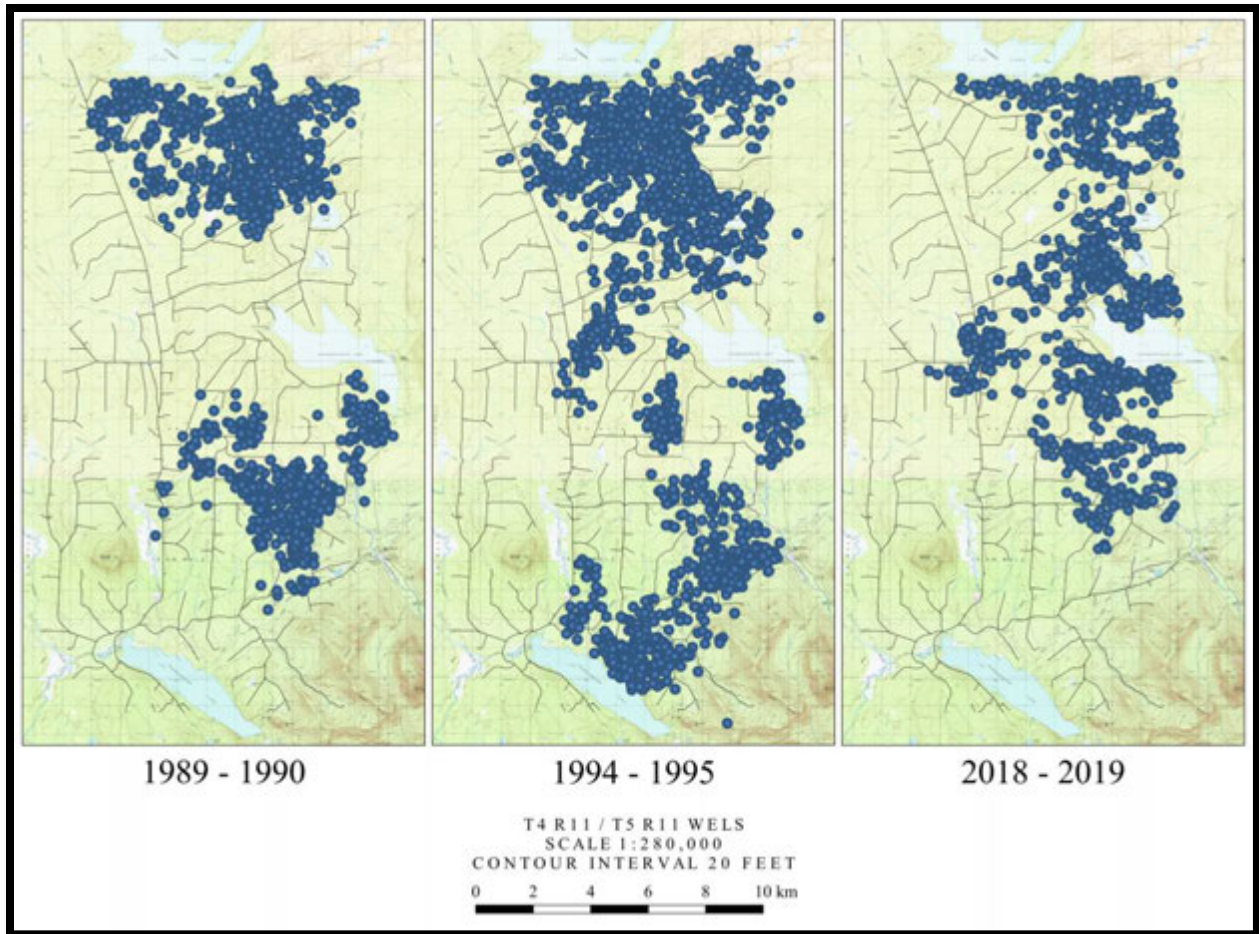 1989 - 1990
1994 - 1995
2018 - 2019
T4 R11 / T5 R11 WELS
SCALE 1:280,000
CONTOUR INTERVAL 20 FEET
0 2 4 6 8 10 km